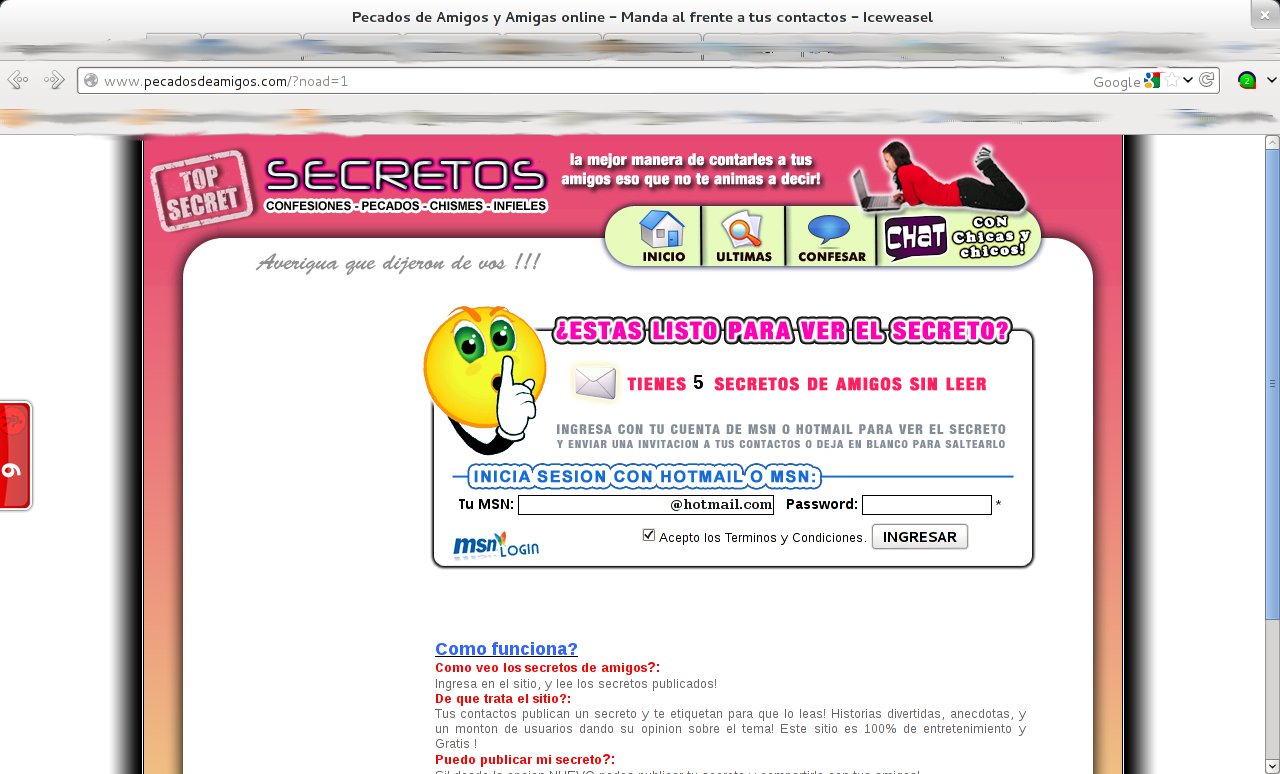 Pecados de Amigos y Amigas online – Manda al frente a tus contactos – Iceweasel
www.pecadosdeamigos.com/?noad=1
Google
2
TOP
SECRET
SECRETOS
CONFESIONES - PECADOS - CHISMES - INFIELES
la mejor manera de contarles a tus
amigos eso que no te animas a decir!
INICIO
ULTIMAS
CONFESAR
CHAT
CON
Chicas y
chicos!
Averigua que dijeron de vos !!!
¿ESTAS LISTO PARA VER EL SECRETO?
TIENES 5 SECRETOS DE AMIGOS SIN LEER
INGRESA CON TU CUENTA DE MSN O HOTMAIL PARA VER EL SECRETO
Y ENVIAR UNA INVITACION A TUS CONTACTOS O DEJA EN BLANCO PARA SALTEARLO
INICIA SESION CON HOTMAIL O MSN:
Tu MSN: @hotmail.com Password: *
msn LOGIN
Acepto los Terminos y Condiciones. INGRESAR
9
Como funciona?
Como veo los secretos de amigos?:
Ingresa en el sitio, y lee los secretos publicados!
De que trata el sitio?:
Tus contactos publican un secreto y te etiquetan para que lo leas! Historias divertidas, anecdotas, y
un monton de usuarios dando su opinion sobre el tema! Este sitio es 100% de entretenimiento y
Gratis !
Puedo publicar mi secreto?: